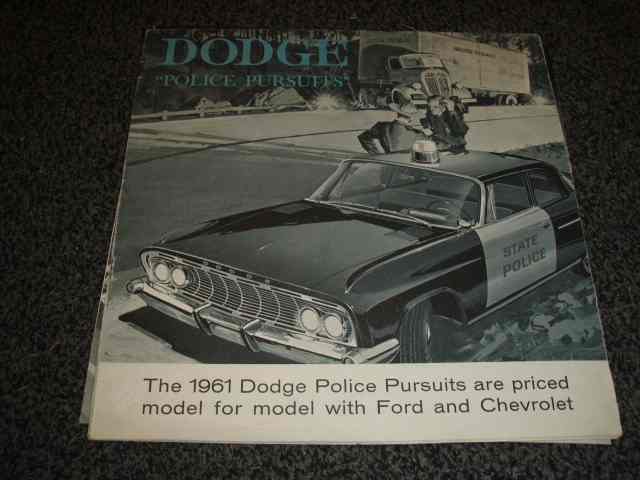 DODGE
"POLICE PURSUITS"
STATE
POLICE
The 1961 Dodge Police Pursuits are priced
model for model with Ford and Chevrolet